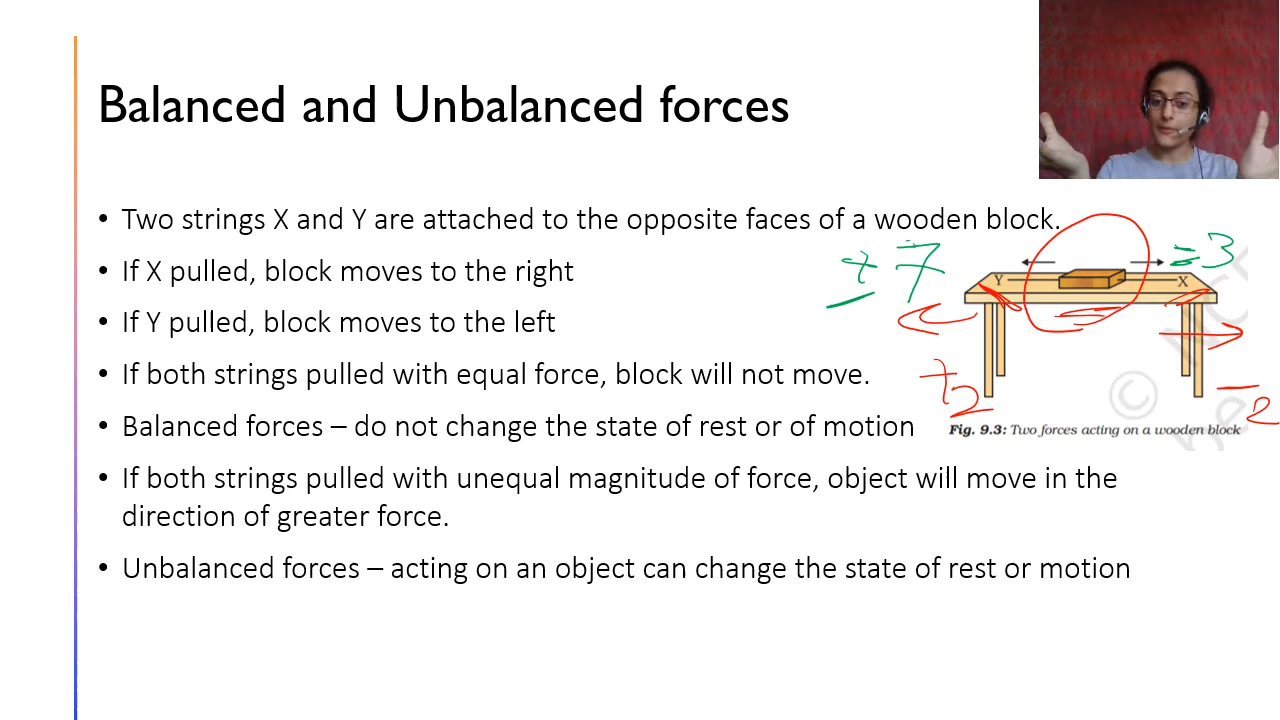 Balanced and Unbalanced forces
• Two strings X and Y are attached to the opposite faces of a wooden block.
• If X pulled, block moves to the right
• If Y pulled, block moves to the left
• If both strings pulled with equal force, block will not move.
• Balanced forces – do not change the state of rest or of motion
• If both strings pulled with unequal magnitude of force, object will move in the
direction of greater force.
• Unbalanced forces – acting on an object can change the state of rest or motion
+ 7
- 3
Y X
+2
-2
Fig. 9.3: Two forces acting on a wooden block